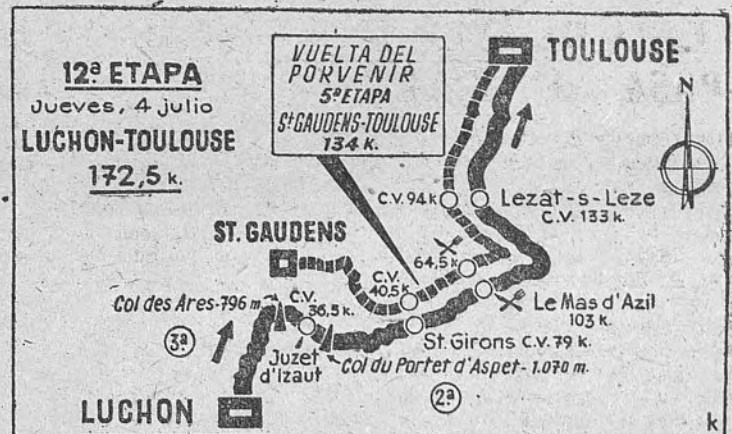 12.ª ETAPA
Jueves, 4 julio
LUCHON-TOULOUSE
172,5 k.
VUELTA DEL
PORVENIR
5ª ETAPA
St GAUDENS-TOULOUSE
134 k.
TOULOUSE
N
C.V. 94 k
Lezat-s-Leze
C.V. 133 k.
ST. GAUDENS
64,5 k
C.V.
40,5 k
Le Mas d'Azil
103 k.
Col des Ares-796 m.
C.V.
36,5 k.
St. Girons C.V. 79 k.
3ª
Juzet
d'Izaut
Col du Portet d'Aspet-1.070 m.
2ª
LUCHON
k